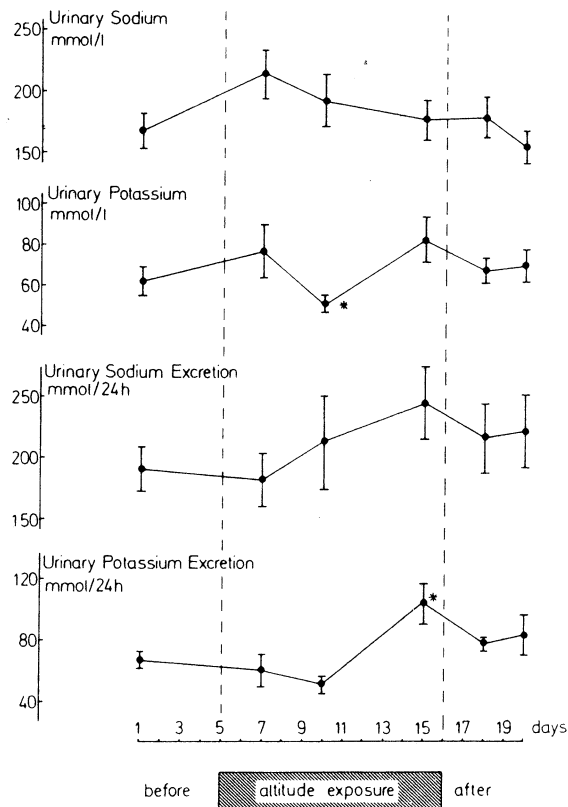 Urinary Sodium
mmol/l
250
200
150
Urinary Potassium
mmol/l
100
80
60
40
*
Urinary Sodium Excretion
mmol/24h
250
200
150
Urinary Potassium Excretion
mmol/24h
120
80
40
*
1 3 5 7 9 11 13 15 17 19 days
before altitude exposure after